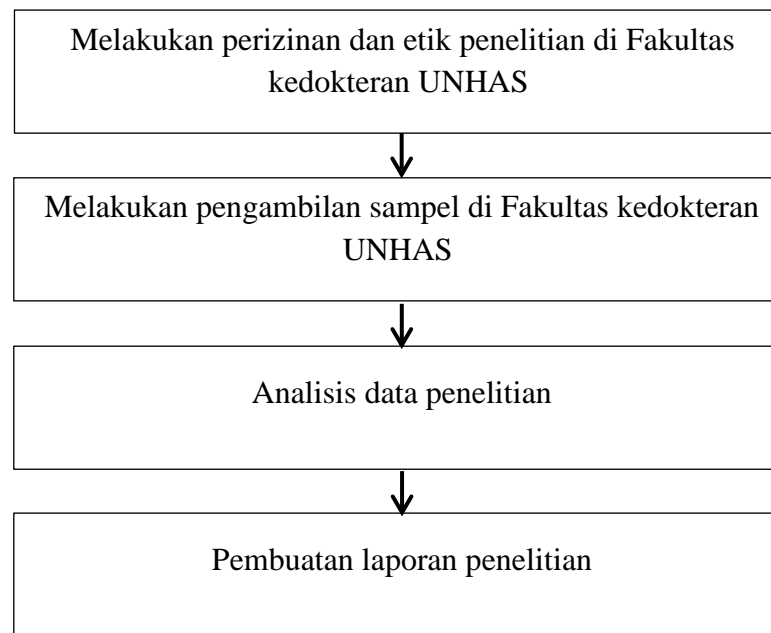 Melakukan perizinan dan etik penelitian di Fakultas
kedokteran UNHAS
Melakukan pengambilan sampel di Fakultas kedokteran
UNHAS
Analisis data penelitian
Pembuatan laporan penelitian